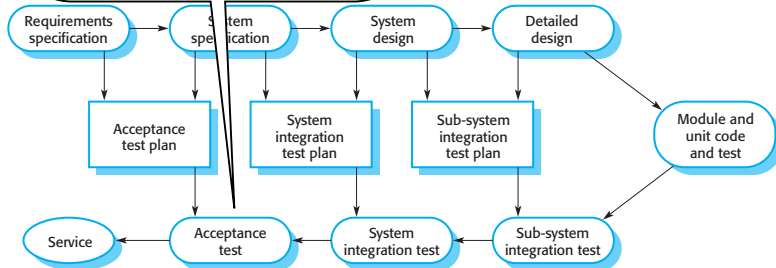 Requirements
specification
System
specification
System
design
Detailed
design
Acceptance
test plan
System
integration
test plan
Sub-system
integration
test plan
Module and
unit code
and test
Service
Acceptance
test
System
integration test
Sub-system
integration test